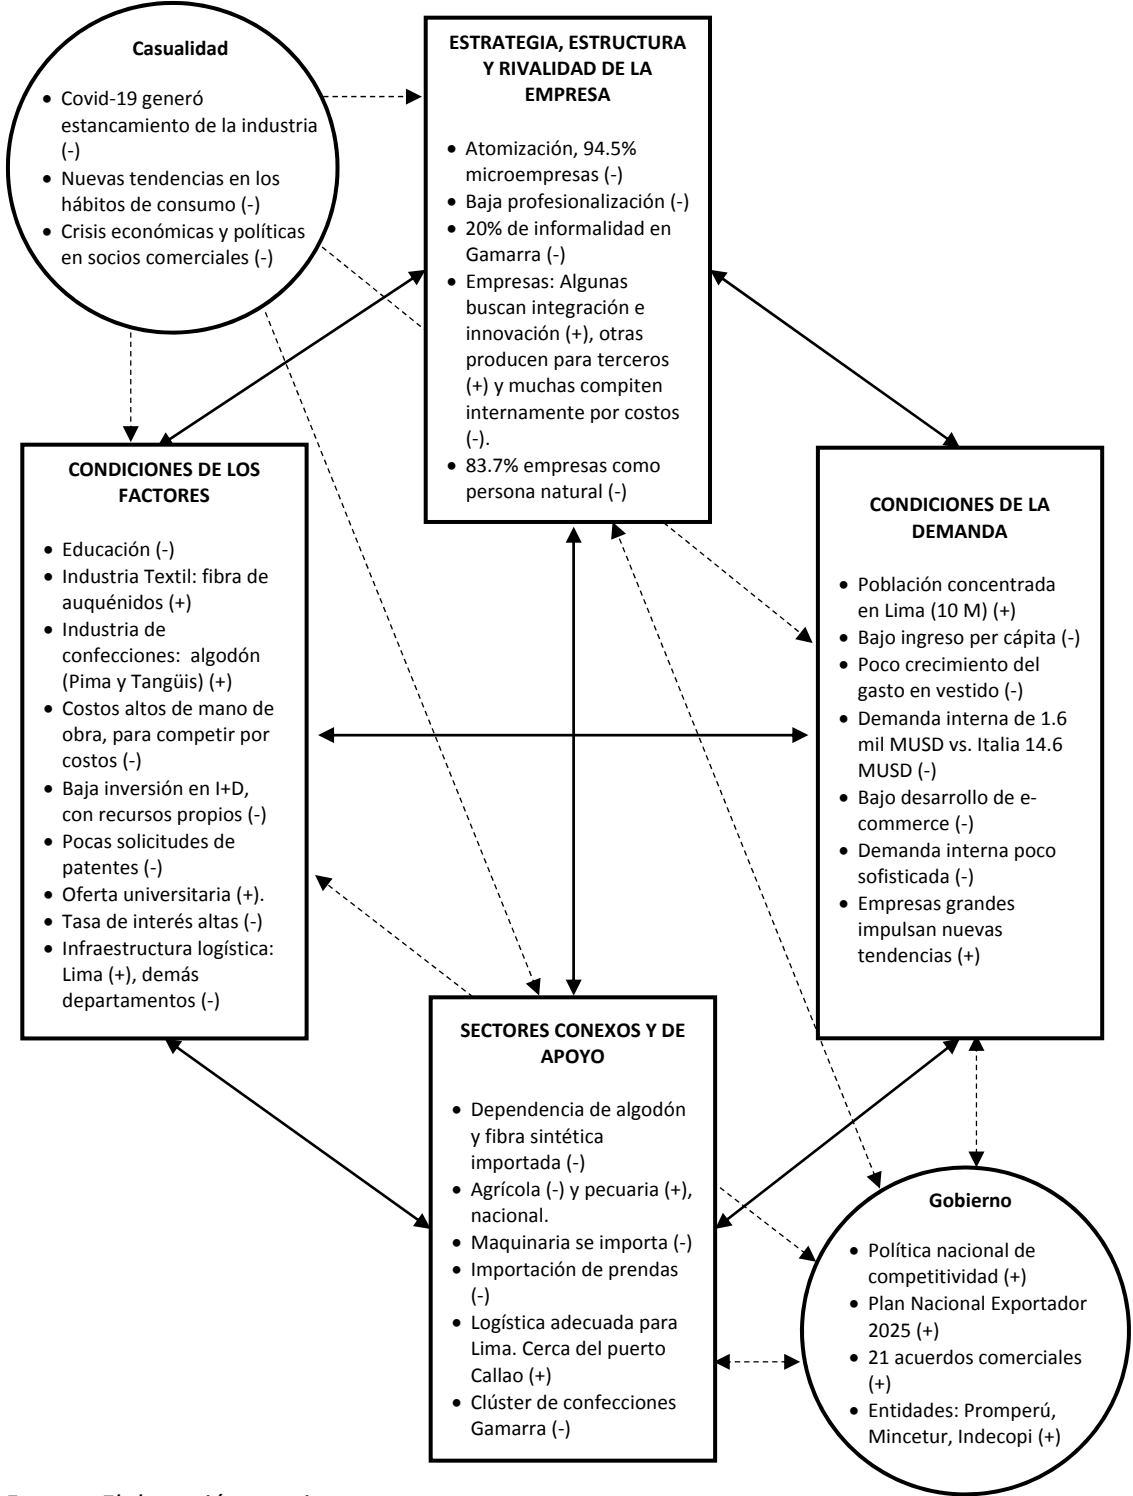 Casualidad
• Covid-19 generó
estancamiento de la industria
(-)
• Nuevas tendencias en los
hábitos de consumo (-)
• Crisis económicas y políticas
en socios comerciales (-)
ESTRATEGIA, ESTRUCTURA
Y RIVALIDAD DE LA
EMPRESA
• Atomización, 94.5%
microempresas (-)
• Baja profesionalización (-)
• 20% de informalidad en
Gamarra (-)
• Empresas: Algunas
buscan integración e
innovación (+), otras
producen para terceros
(+) y muchas compiten
internamente por costos
(-).
• 83.7% empresas como
persona natural (-)
CONDICIONES DE LOS
FACTORES
• Educación (-)
• Industria Textil: fibra de
auquénidos (+)
• Industria de
confecciones: algodón
(Pima y Tangüis) (+)
• Costos altos de mano de
obra, para competir por
costos (-)
• Baja inversión en I+D,
con recursos propios (-)
• Pocas solicitudes de
patentes (-)
• Oferta universitaria (+).
• Tasa de interés altas (-)
• Infraestructura logística:
Lima (+), demás
departamentos (-)
CONDICIONES DE LA
DEMANDA
• Población concentrada
en Lima (10 M) (+)
• Bajo ingreso per cápita (-)
• Poco crecimiento del
gasto en vestido (-)
• Demanda interna de 1.6
mil MUSD vs. Italia 14.6
MUSD (-)
• Bajo desarrollo de e-
commerce (-)
• Demanda interna poco
sofisticada (-)
• Empresas grandes
impulsan nuevas
tendencias (+)
SECTORES CONEXOS Y DE
APOYO
• Dependencia de algodón
y fibra sintética
importada (-)
• Agrícola (-) y pecuaria (+),
nacional.
• Maquinaria se importa (-)
• Importación de prendas
(-)
• Logística adecuada para
Lima. Cerca del puerto
Callao (+)
• Clúster de confecciones
Gamarra (-)
Gobierno
• Política nacional de
competitividad (+)
• Plan Nacional Exportador
2025 (+)
• 21 acuerdos comerciales
(+)
• Entidades: Promperú,
Mincetur, Indecopi (+)